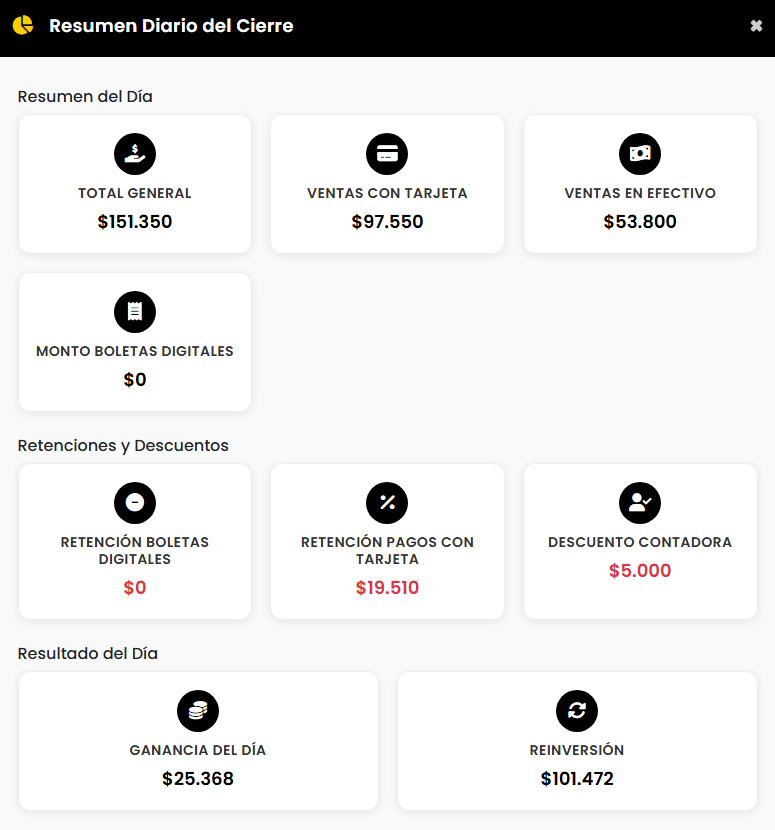 Resumen Diario del Cierre
Resumen del Día
TOTAL GENERAL
$151.350
VENTAS CON TARJETA
$97.550
VENTAS EN EFECTIVO
$53.800
MONTO BOLETAS DIGITALES
$0
Retenciones y Descuentos
RETENCIÓN BOLETAS
DIGITALES
$0
RETENCIÓN PAGOS CON
TARJETA
$19.510
DESCUENTO CONTADORA
$5.000
Resultado del Día
GANANCIA DEL DÍA
$25.368
REINVERSIÓN
$101.472